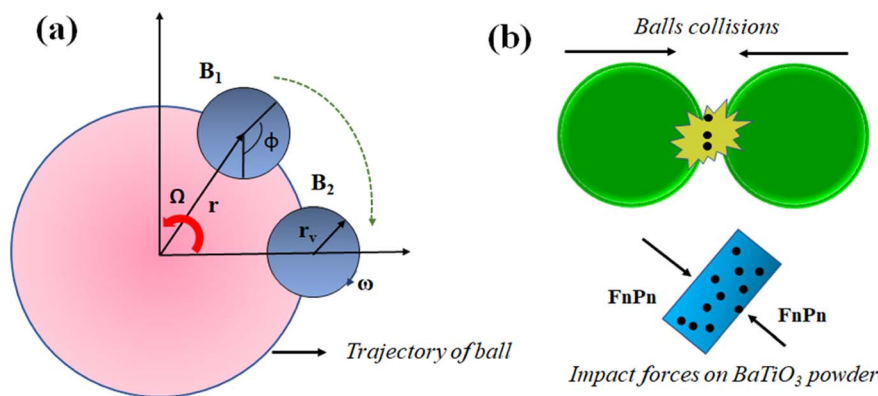 (a)
B₁
ϕ
Ω
r
B₂
rᵥ
ω
Trajectory of ball
(b)
Balls collisions
FnPn
FnPn
Impact forces on BaTiO₃ powder